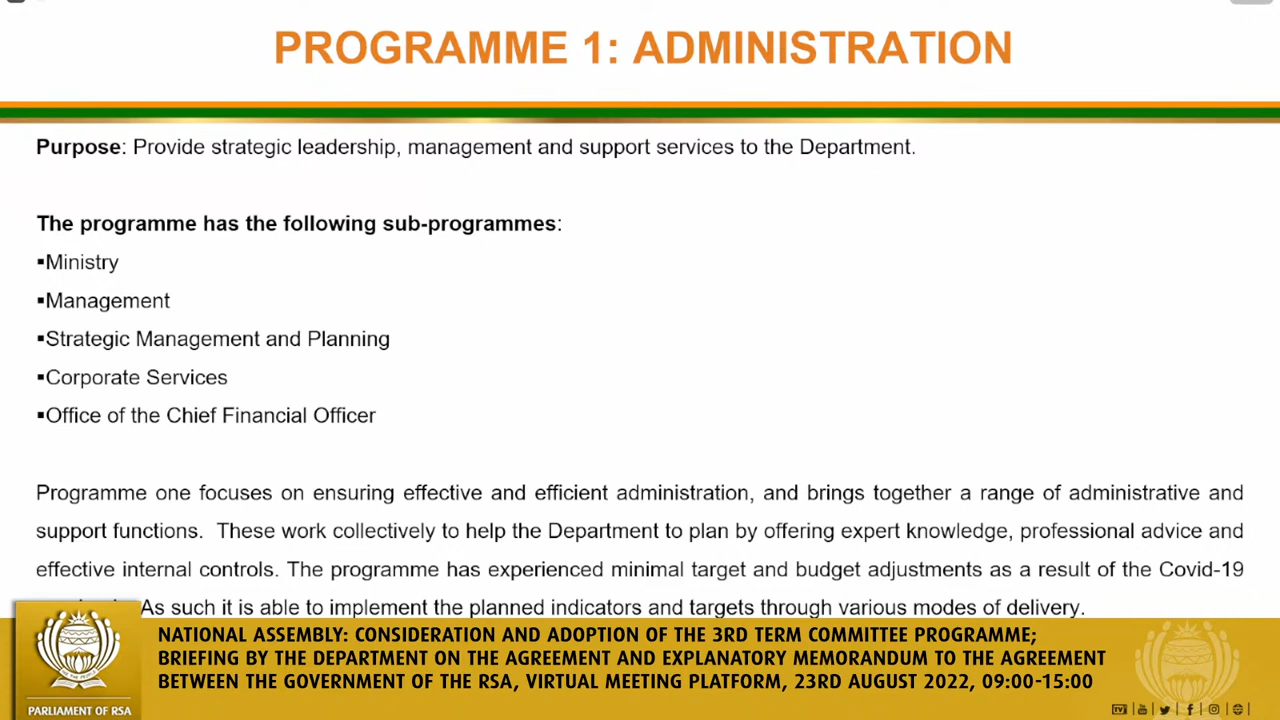 PROGRAMME 1: ADMINISTRATION
Purpose: Provide strategic leadership, management and support services to the Department.
The programme has the following sub-programmes:
▪Ministry
▪Management
▪Strategic Management and Planning
▪Corporate Services
▪Office of the Chief Financial Officer
Programme one focuses on ensuring effective and efficient administration, and brings together a range of administrative and
support functions. These work collectively to help the Department to plan by offering expert knowledge, professional advice and
effective internal controls. The programme has experienced minimal target and budget adjustments as a result of the Covid-19
As such it is able to implement the planned indicators and targets through various modes of delivery.
NATIONAL ASSEMBLY: CONSIDERATION AND ADOPTION OF THE 3RD TERM COMMITTEE PROGRAMME;
BRIEFING BY THE DEPARTMENT ON THE AGREEMENT AND EXPLANATORY MEMORANDUM TO THE AGREEMENT
BETWEEN THE GOVERNMENT OF THE RSA, VIRTUAL MEETING PLATFORM, 23RD AUGUST 2022, 09:00-15:00
PARLIAMENT OF RSA